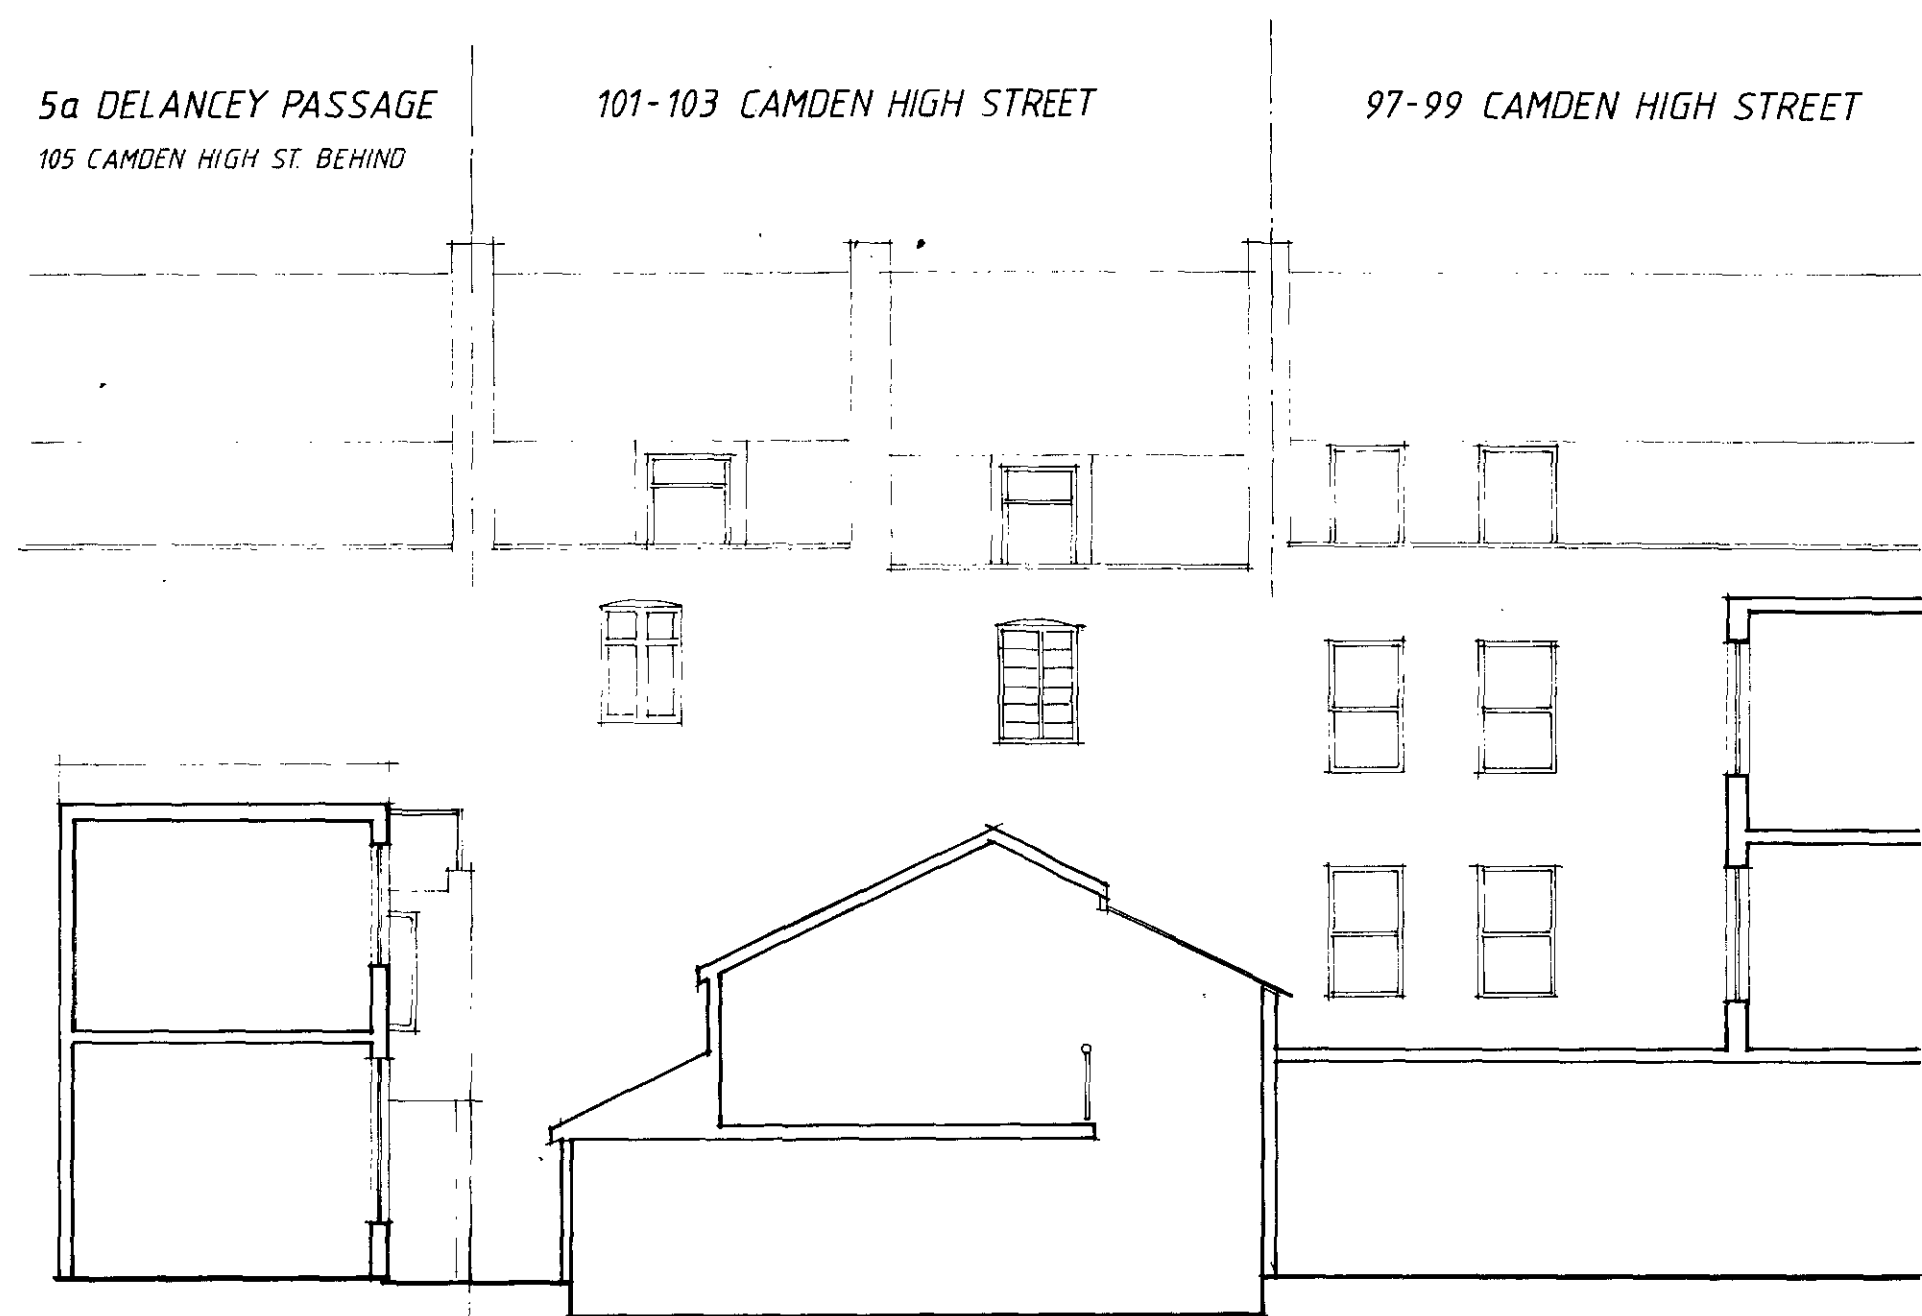 5a DELANCEY PASSAGE
105 CAMDEN HIGH ST. BEHIND
101-103 CAMDEN HIGH STREET
97-99 CAMDEN HIGH STREET